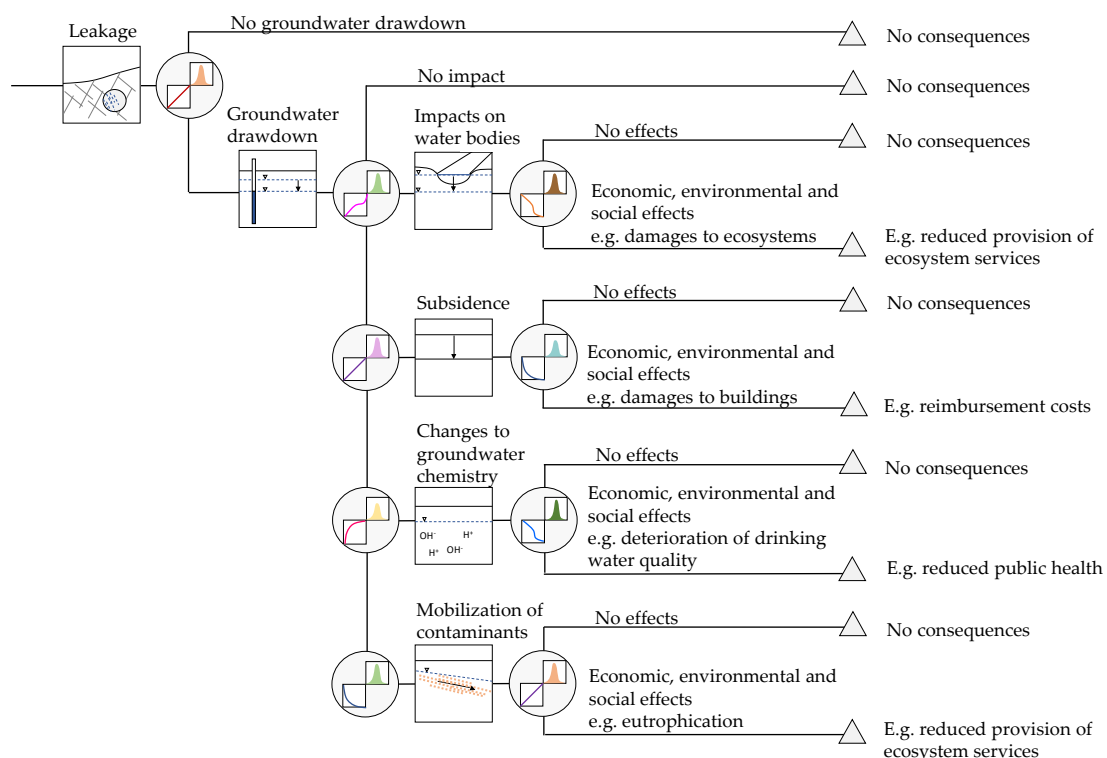 Leakage
No groundwater drawdown
No consequences
No impact
No consequences
Groundwater
drawdown
Impacts on
water bodies
No effects
No consequences
Economic, environmental and
social effects
e.g. damages to ecosystems
E.g. reduced provision of
ecosystem services
Subsidence
No effects
No consequences
Economic, environmental and
social effects
e.g. damages to buildings
E.g. reimbursement costs
Changes to
groundwater
chemistry
No effects
No consequences
OH⁻
H⁺
H⁺
OH⁻
Economic, environmental and
social effects
e.g. deterioration of drinking
water quality
E.g. reduced public health
Mobilization of
contaminants
No effects
No consequences
Economic, environmental and
social effects
e.g. eutrophication
E.g. reduced provision of
ecosystem services